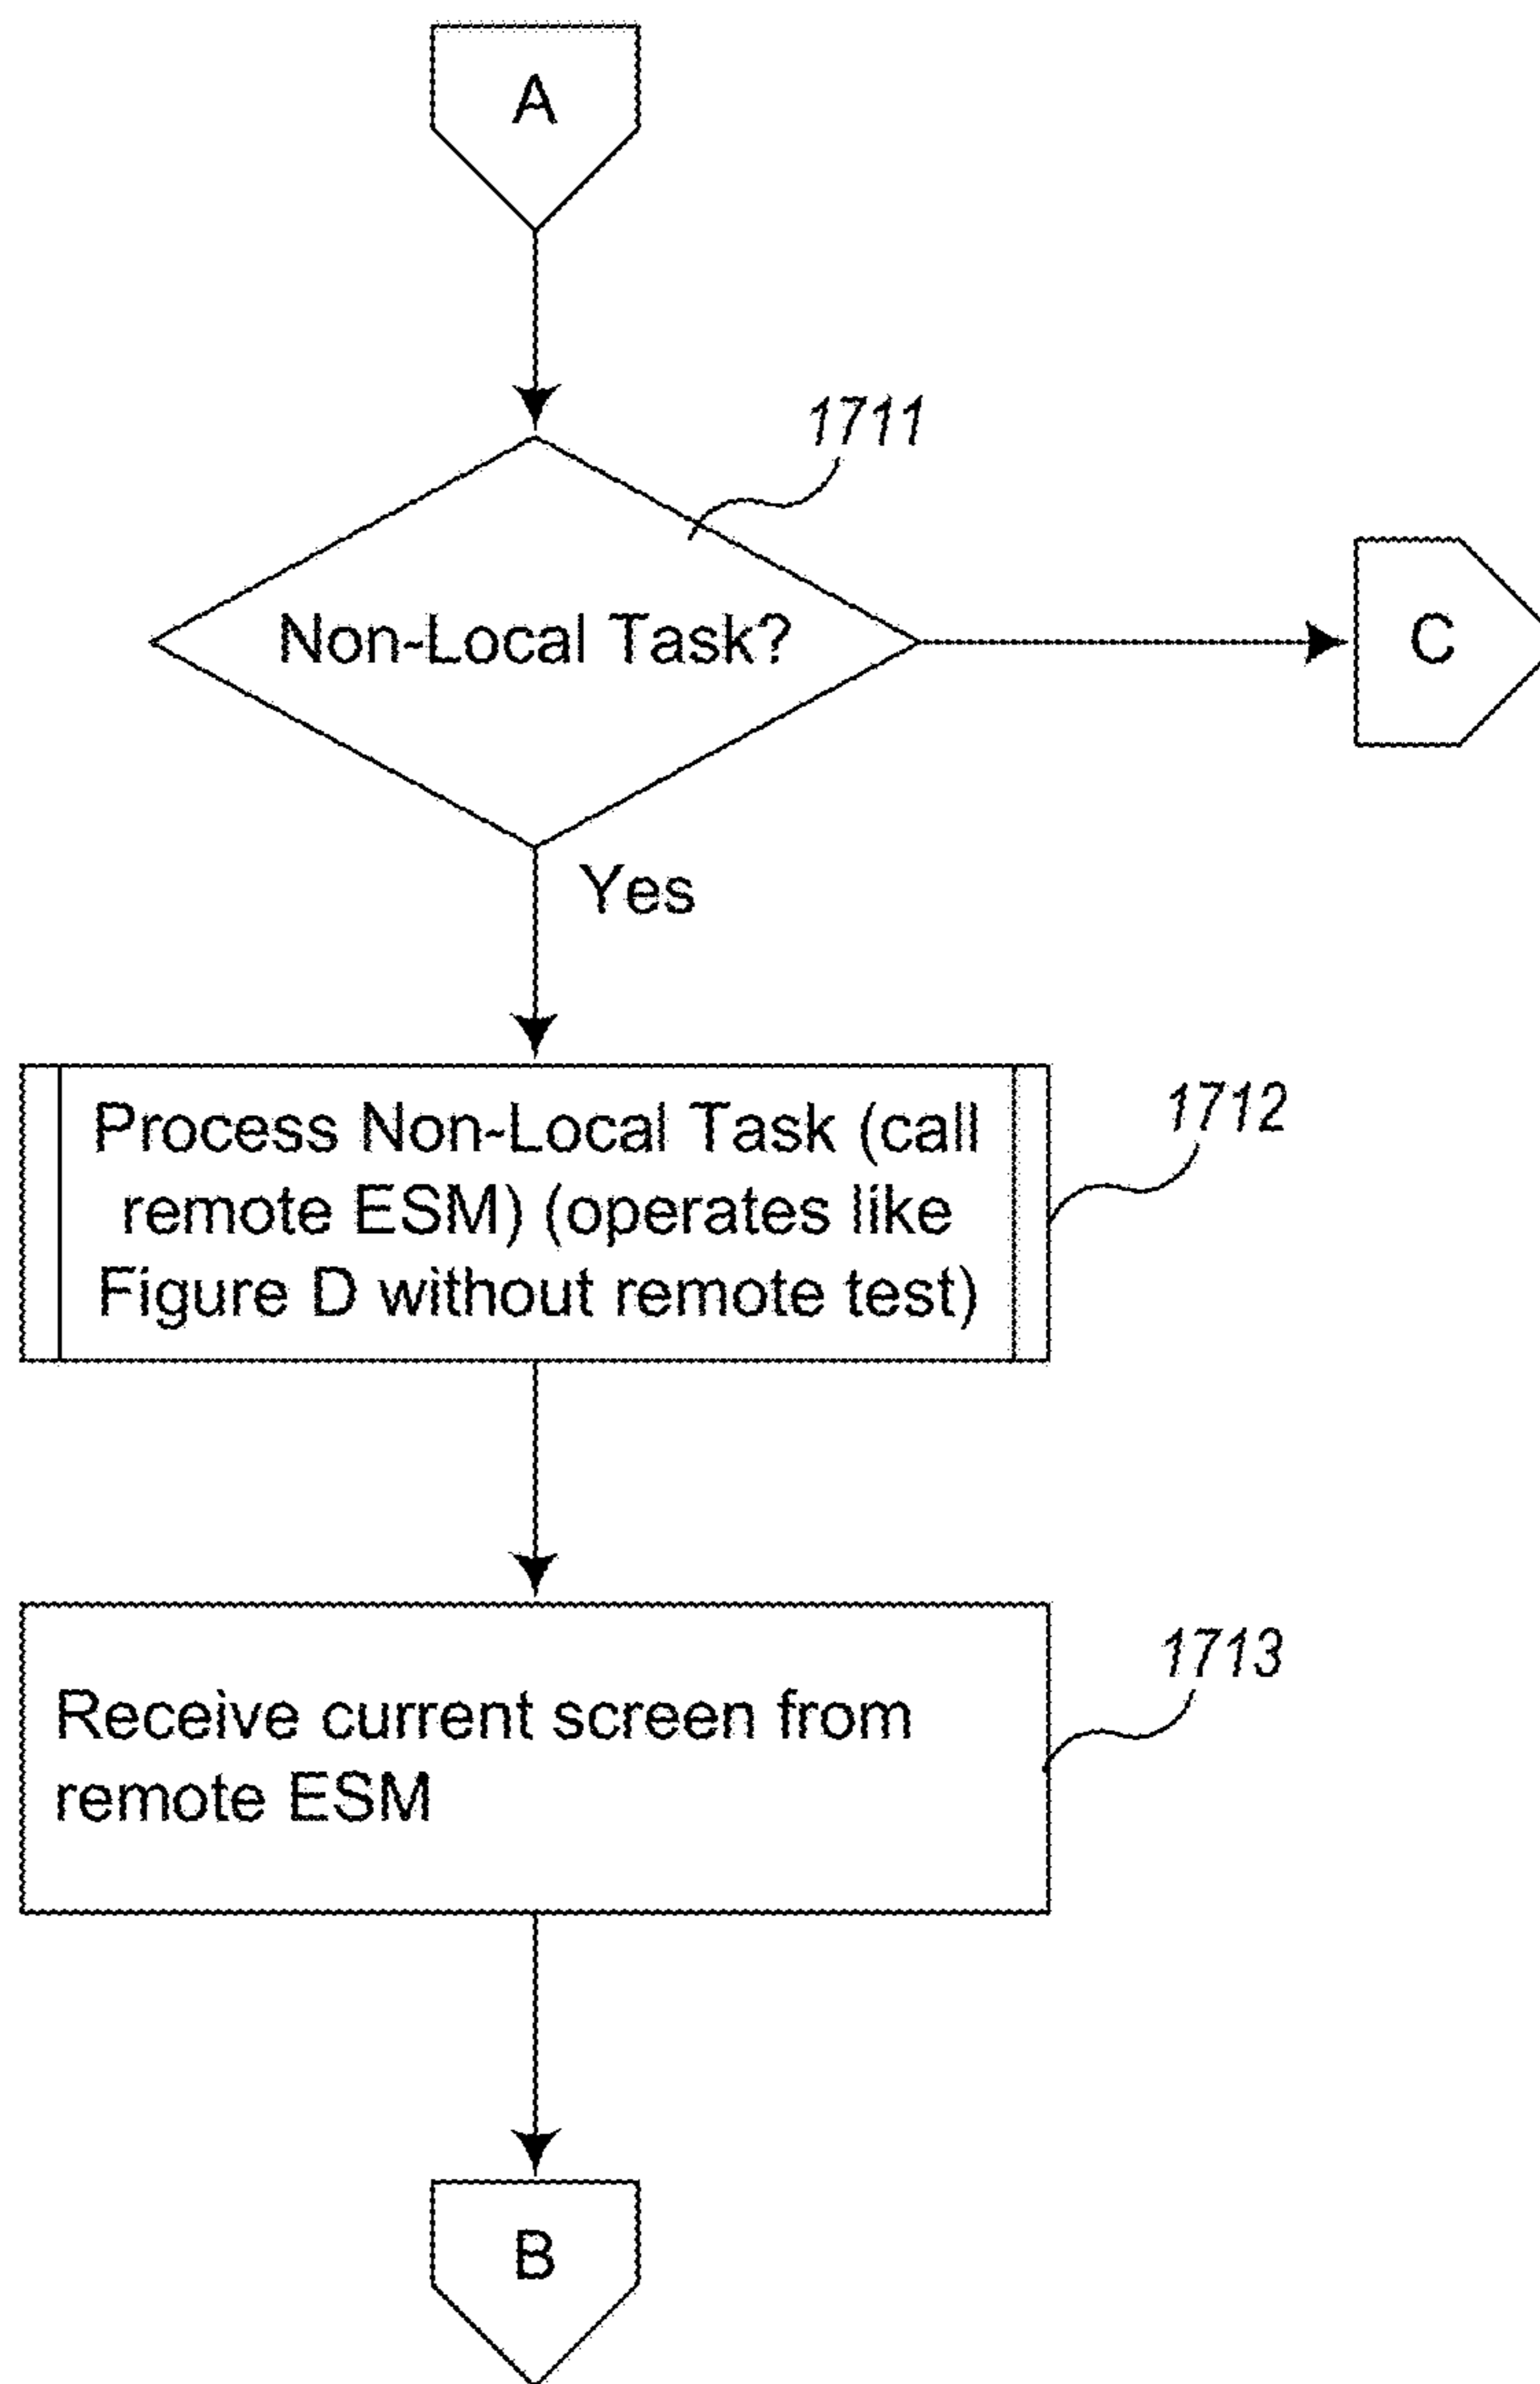 A
1711
Non-Local Task?
C
Yes
Process Non-Local Task (call
remote ESM) (operates like
Figure D without remote test)
1712
1713
Receive current screen from
remote ESM
B